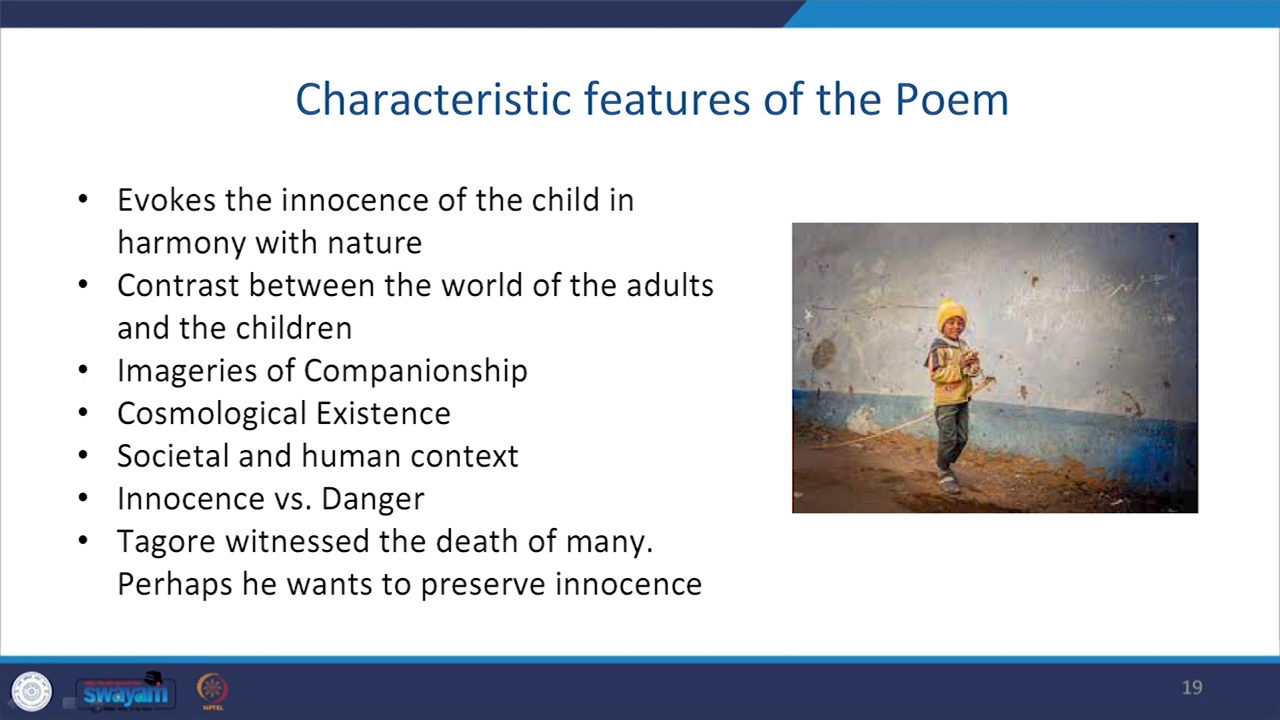 Characteristic features of the Poem
• Evokes the innocence of the child in
harmony with nature
• Contrast between the world of the adults
and the children
• Imageries of Companionship
• Cosmological Existence
• Societal and human context
• Innocence vs. Danger
• Tagore witnessed the death of many.
Perhaps he wants to preserve innocence
swayam
NPTEL
19